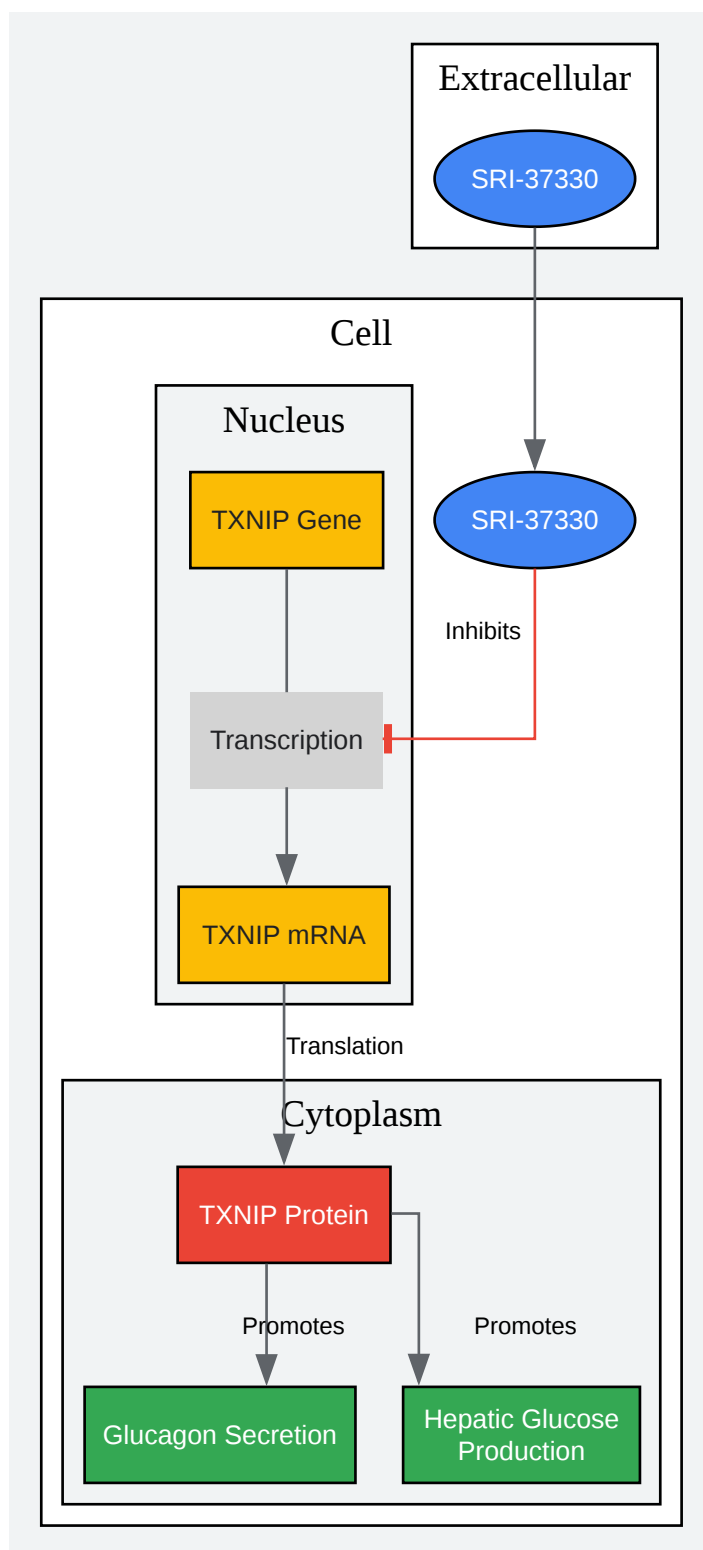 Extracellular
SRI-37330
Cell
Nucleus
TXNIP Gene
SRI-37330
Inhibits
Transcription
TXNIP mRNA
Translation
Cytoplasm
TXNIP Protein
Promotes
Promotes
Glucagon Secretion
Hepatic Glucose
Production